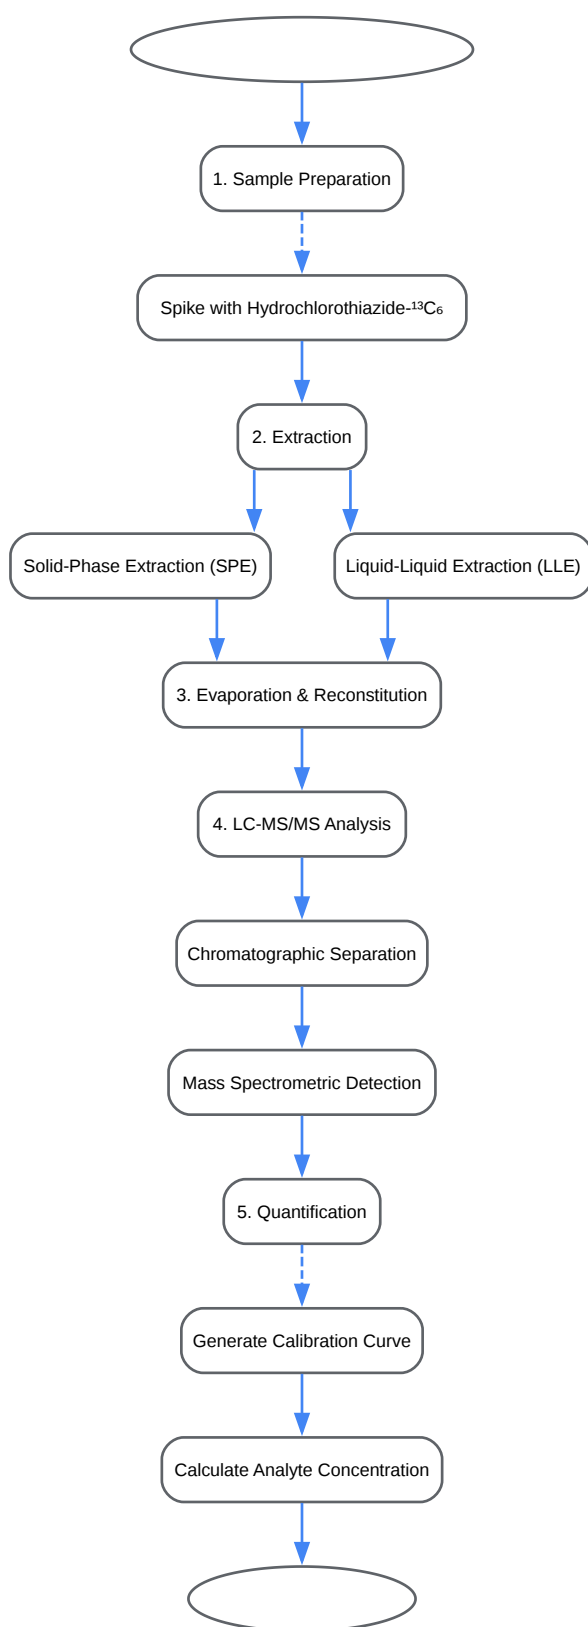 1. Sample Preparation
Spike with Hydrochlorothiazide-¹³C₆
2. Extraction
Solid-Phase Extraction (SPE)
Liquid-Liquid Extraction (LLE)
3. Evaporation & Reconstitution
4. LC-MS/MS Analysis
Chromatographic Separation
Mass Spectrometric Detection
5. Quantification
Generate Calibration Curve
Calculate Analyte Concentration